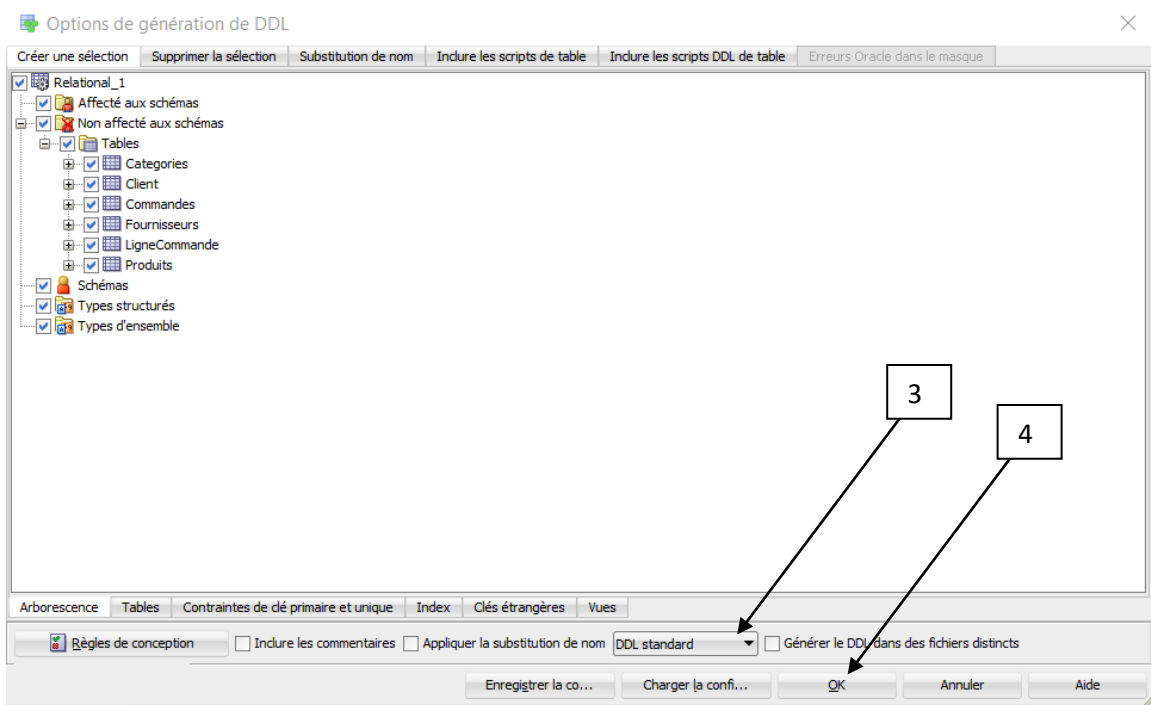 Options de génération de DDL
Créer une sélection Supprimer la sélection Substitution de nom Inclure les scripts de table Inclure les scripts DDL de table Erreurs Oracle dans le masque
Relational_1
Affecté aux schémas
Non affecté aux schémas
Tables
Categories
Client
Commandes
Fournisseurs
LigneCommande
Produits
Schémas
Types structurés
Types d'ensemble
3
4
Arborescence Tables Contraintes de clé primaire et unique Index Clés étrangères Vues
Règles de conception Inclure les commentaires Appliquer la substitution de nom DDL standard Générer le DDL dans des fichiers distincts
Enregistrer la co... Charger la confi... OK Annuler Aide